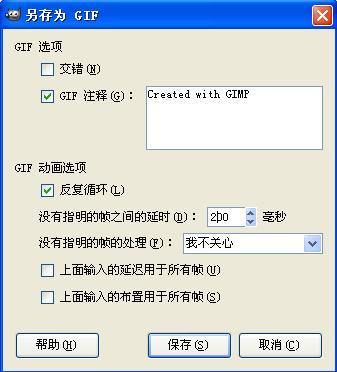 另存为 GIF
GIF 选项
交错(N)
GIF 注释(G)： Created with GIMP
GIF 动画选项
反复循环(L)
没有指明的帧之间的延时(D)： 200 毫秒
没有指明的帧的处理(F)： 我不关心
上面输入的延迟用于所有帧(U)
上面输入的布置用于所有帧(S)
帮助(H) 保存(S) 取消(C)